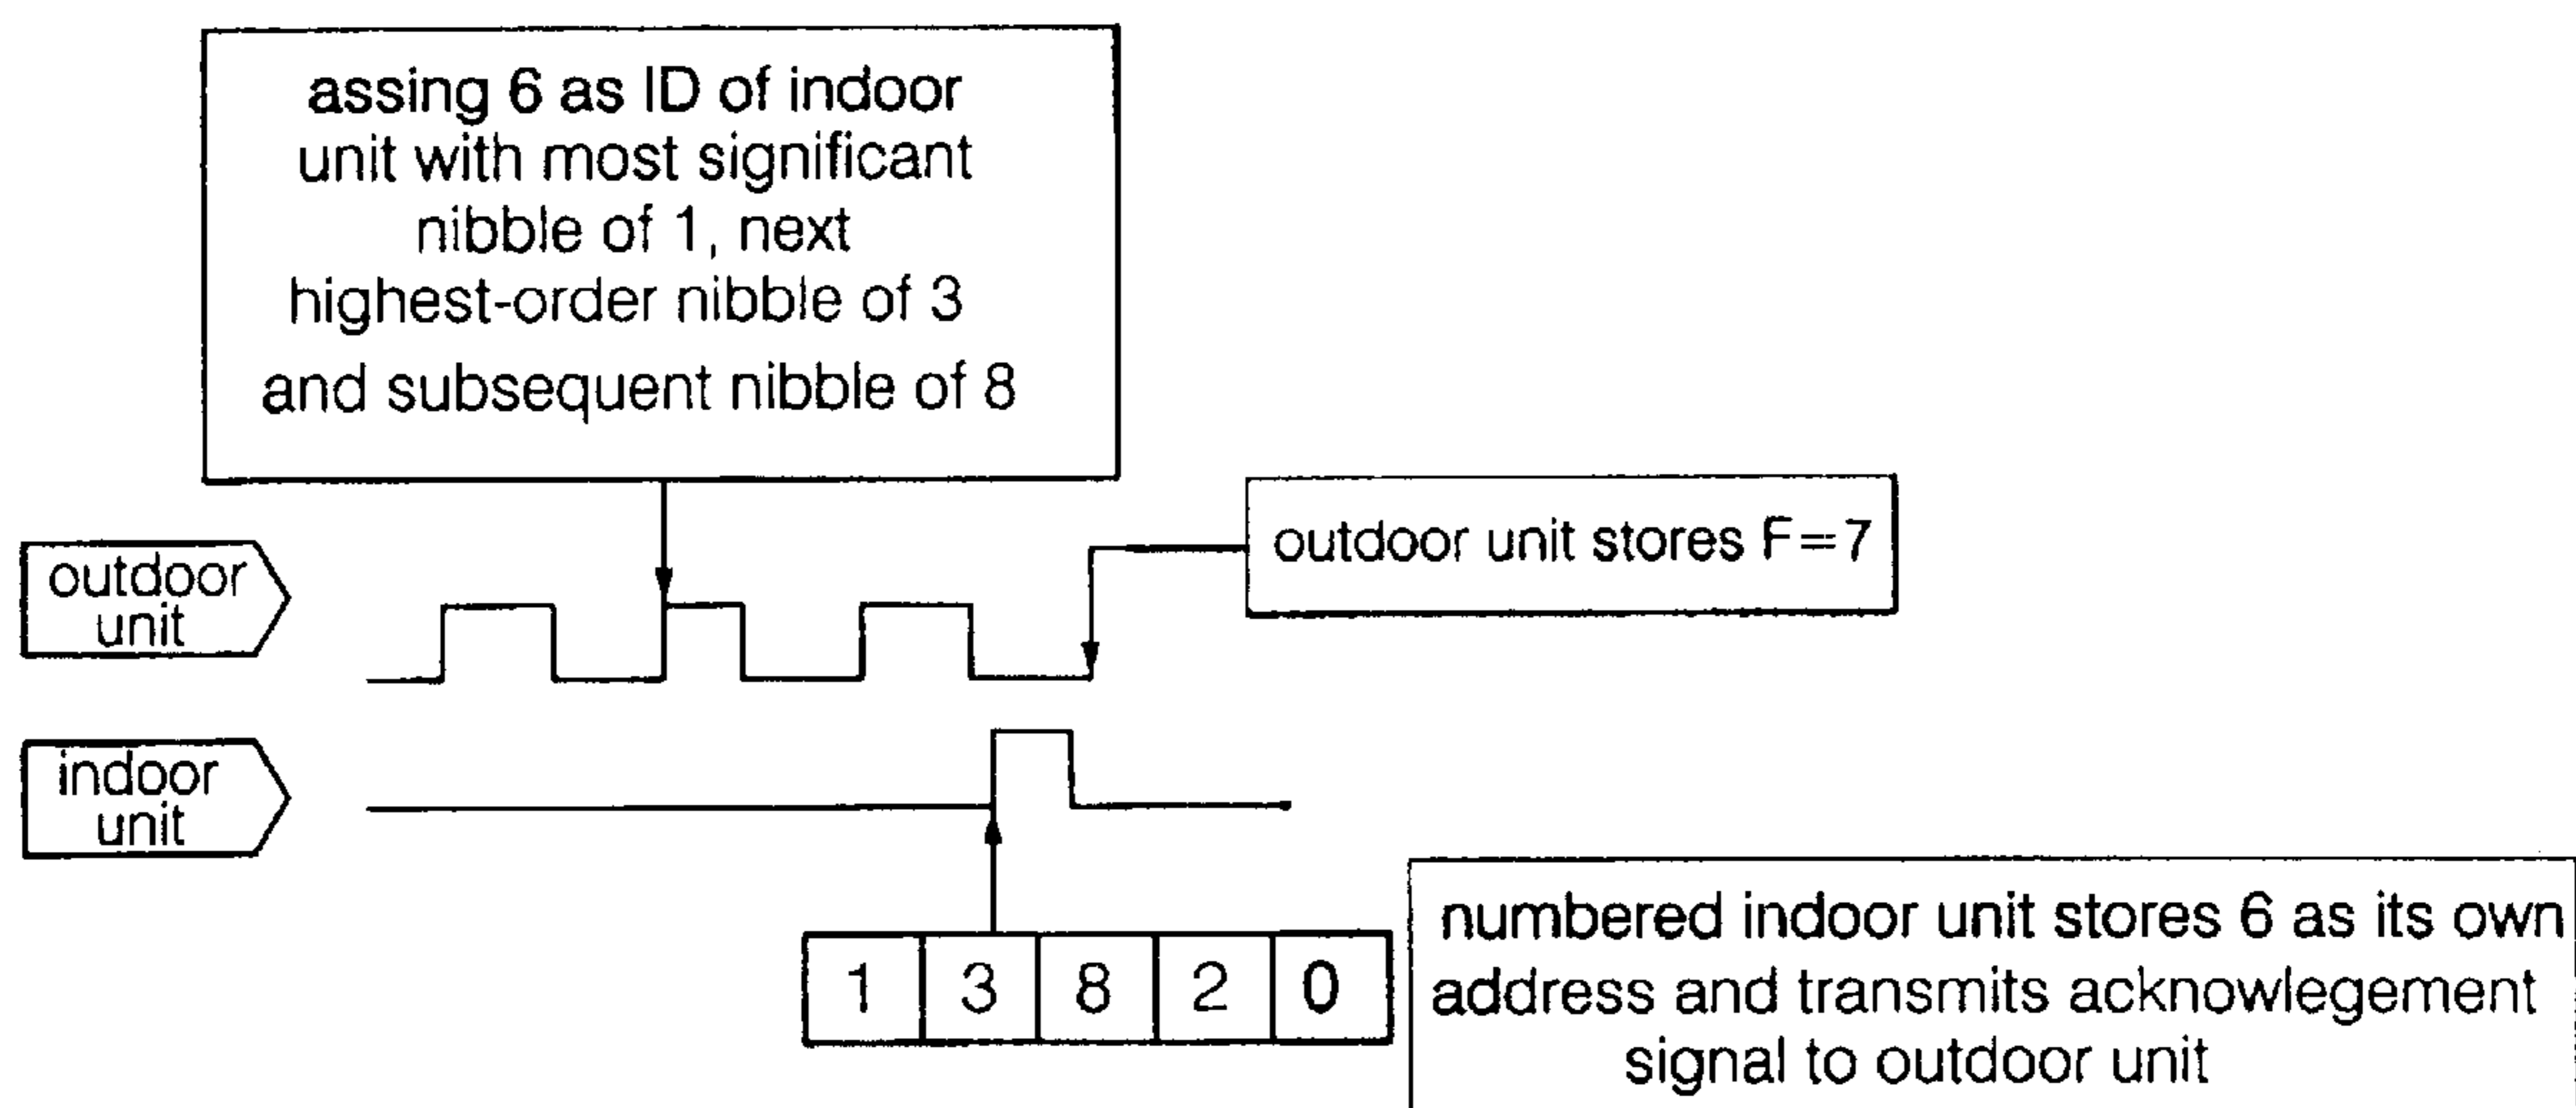 assing 6 as ID of indoor
unit with most significant
nibble of 1, next
highest-order nibble of 3
and subsequent nibble of 8
outdoor unit stores F=7
outdoor
unit
indoor
unit
1 3 8 2 0
numbered indoor unit stores 6 as its own
address and transmits acknowlegement
signal to outdoor unit